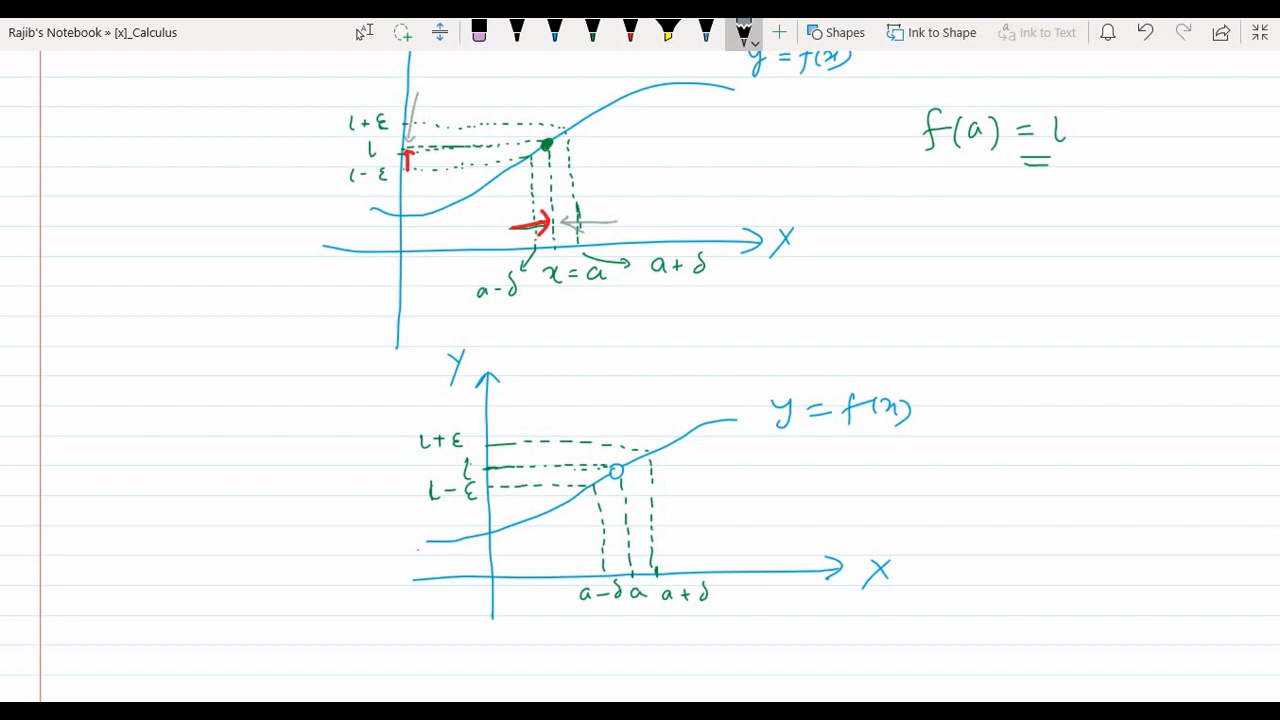 Rajib's Notebook » [x]_Calculus
Shapes Ink to Shape Ink to Text
y = f(x)
l+ε
l
l-ε
f(a) = l
X
a-δ x = a a+δ
Y
y = f(x)
l+ε
l
l-ε
X
a-δ a a+δ